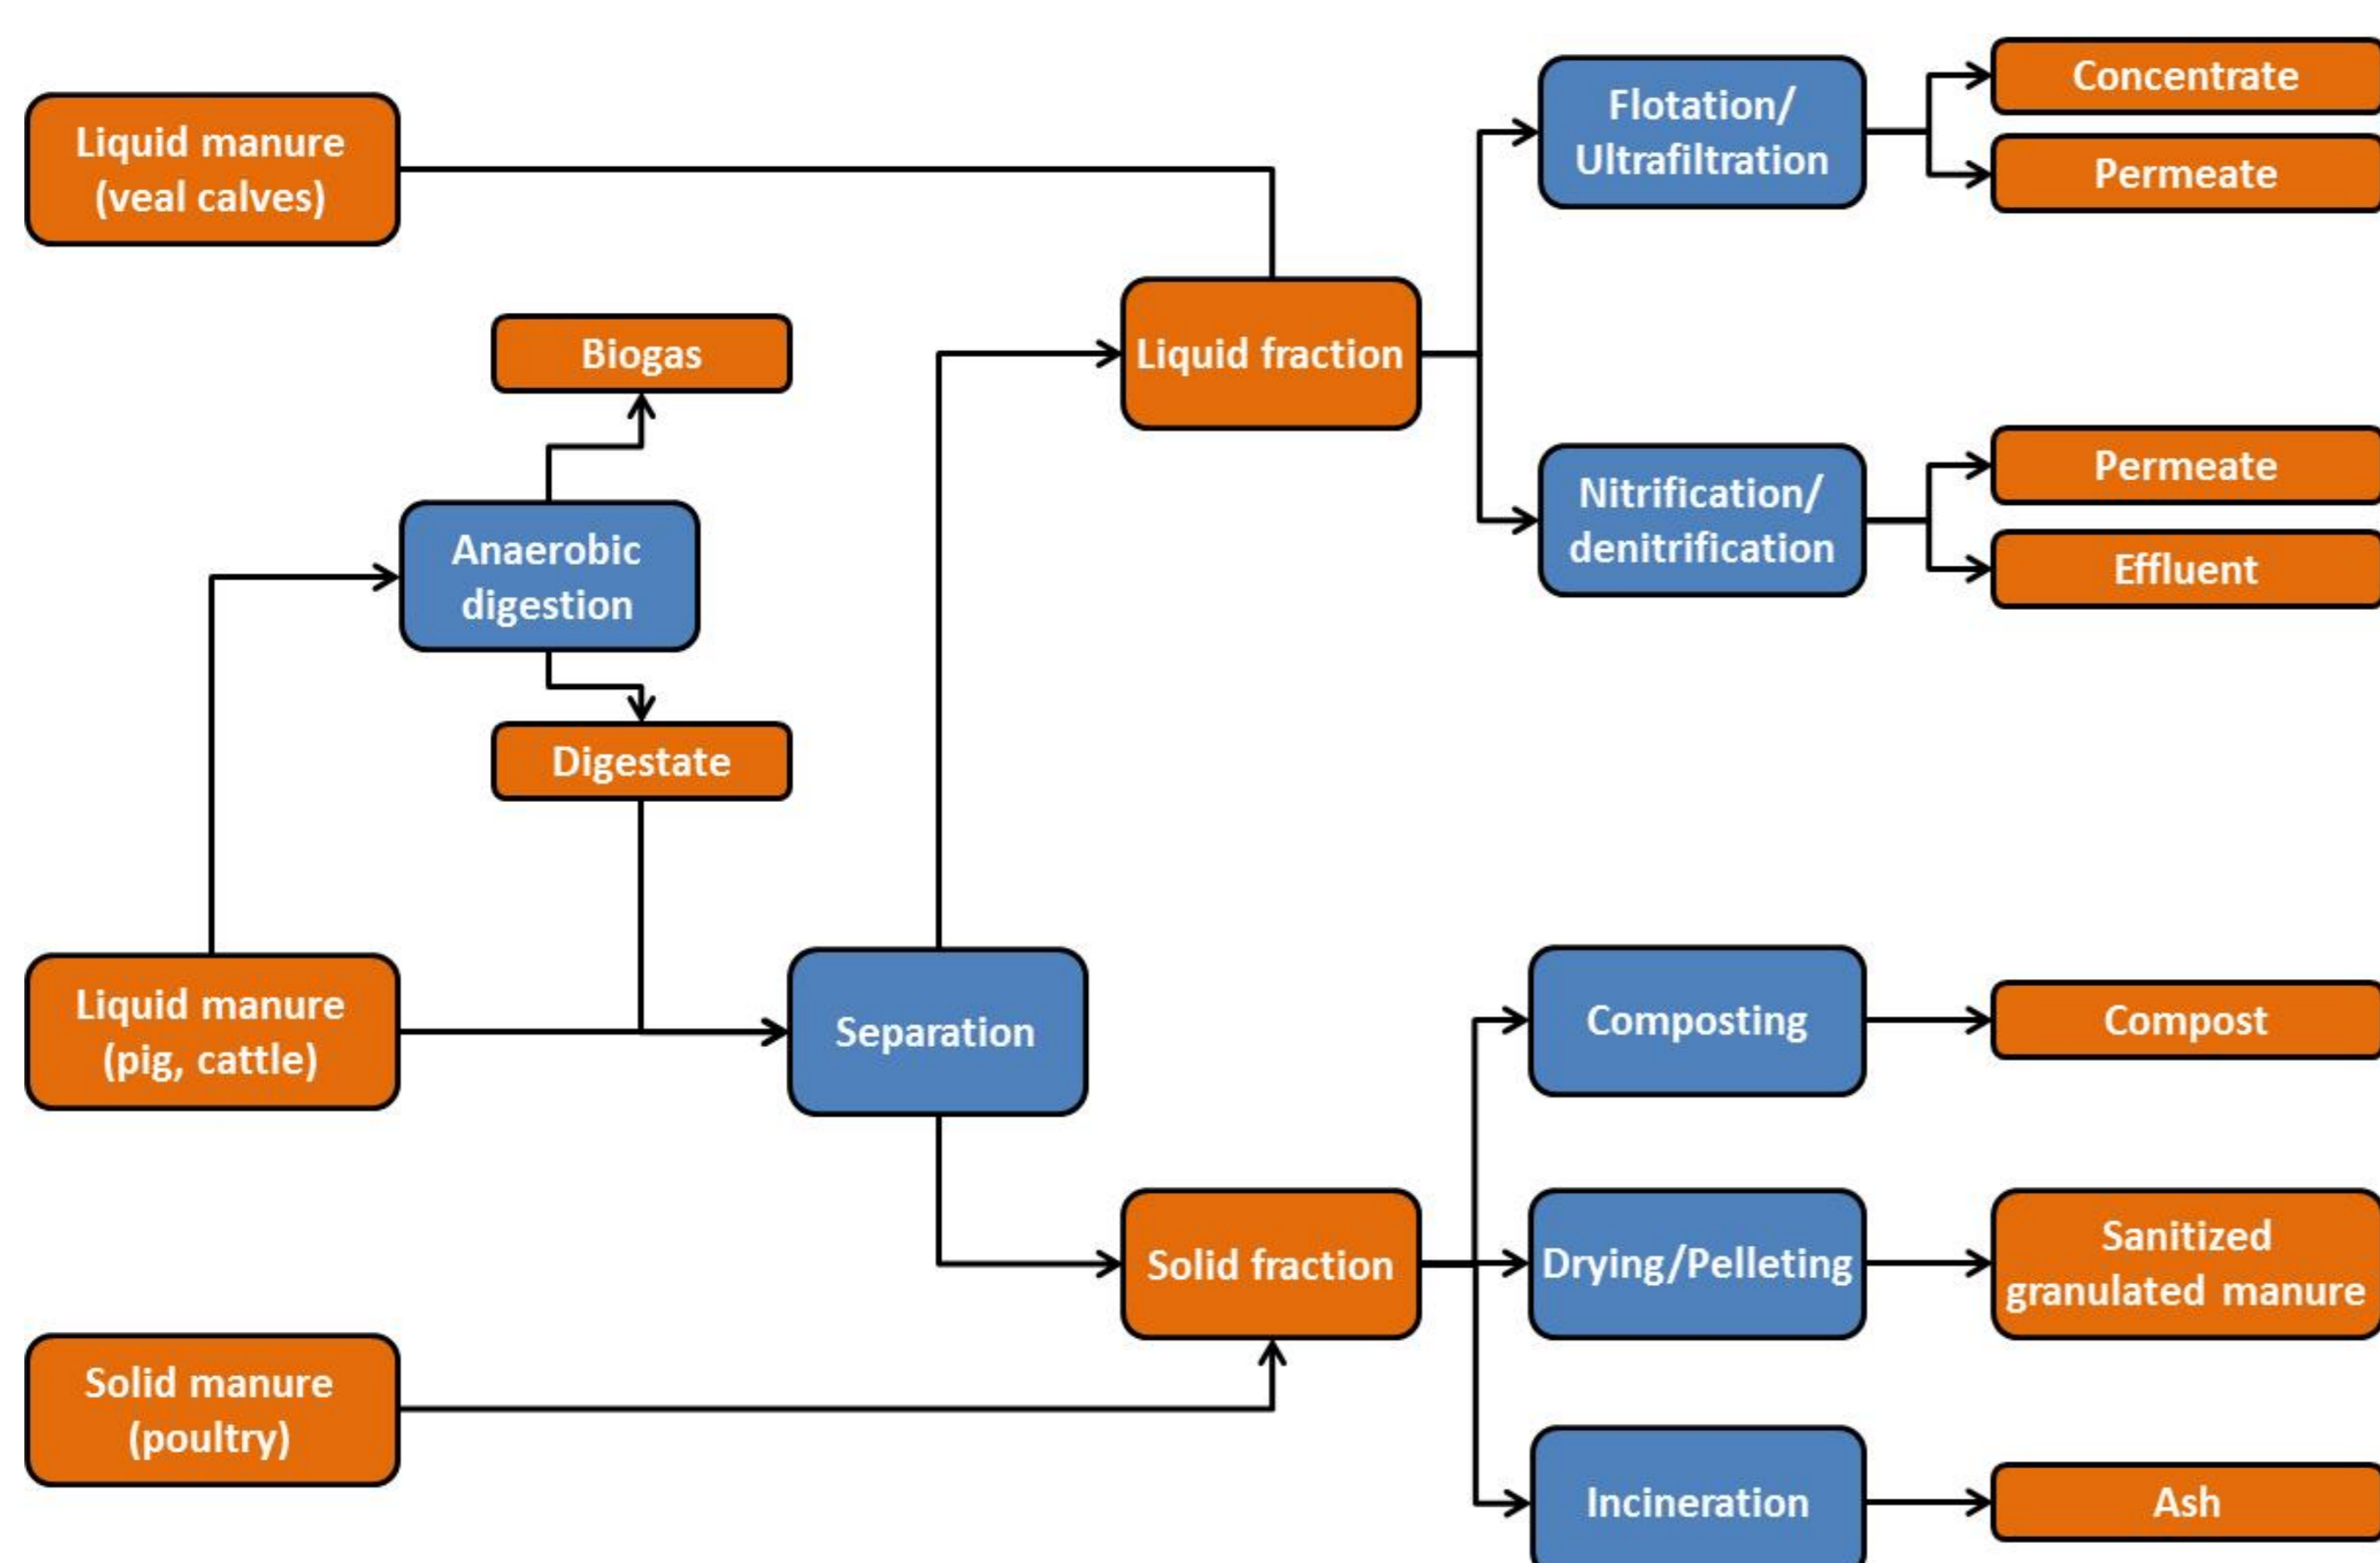 Liquid manure
(veal calves)
Biogas
Anaerobic
digestion
Digestate
Liquid manure
(pig, cattle)
Separation
Solid manure
(poultry)
Liquid fraction
Solid fraction
Flotation/
Ultrafiltration
Concentrate
Permeate
Nitrification/
denitrification
Permeate
Effluent
Composting
Compost
Drying/Pelleting
Sanitized
granulated manure
Incineration
Ash